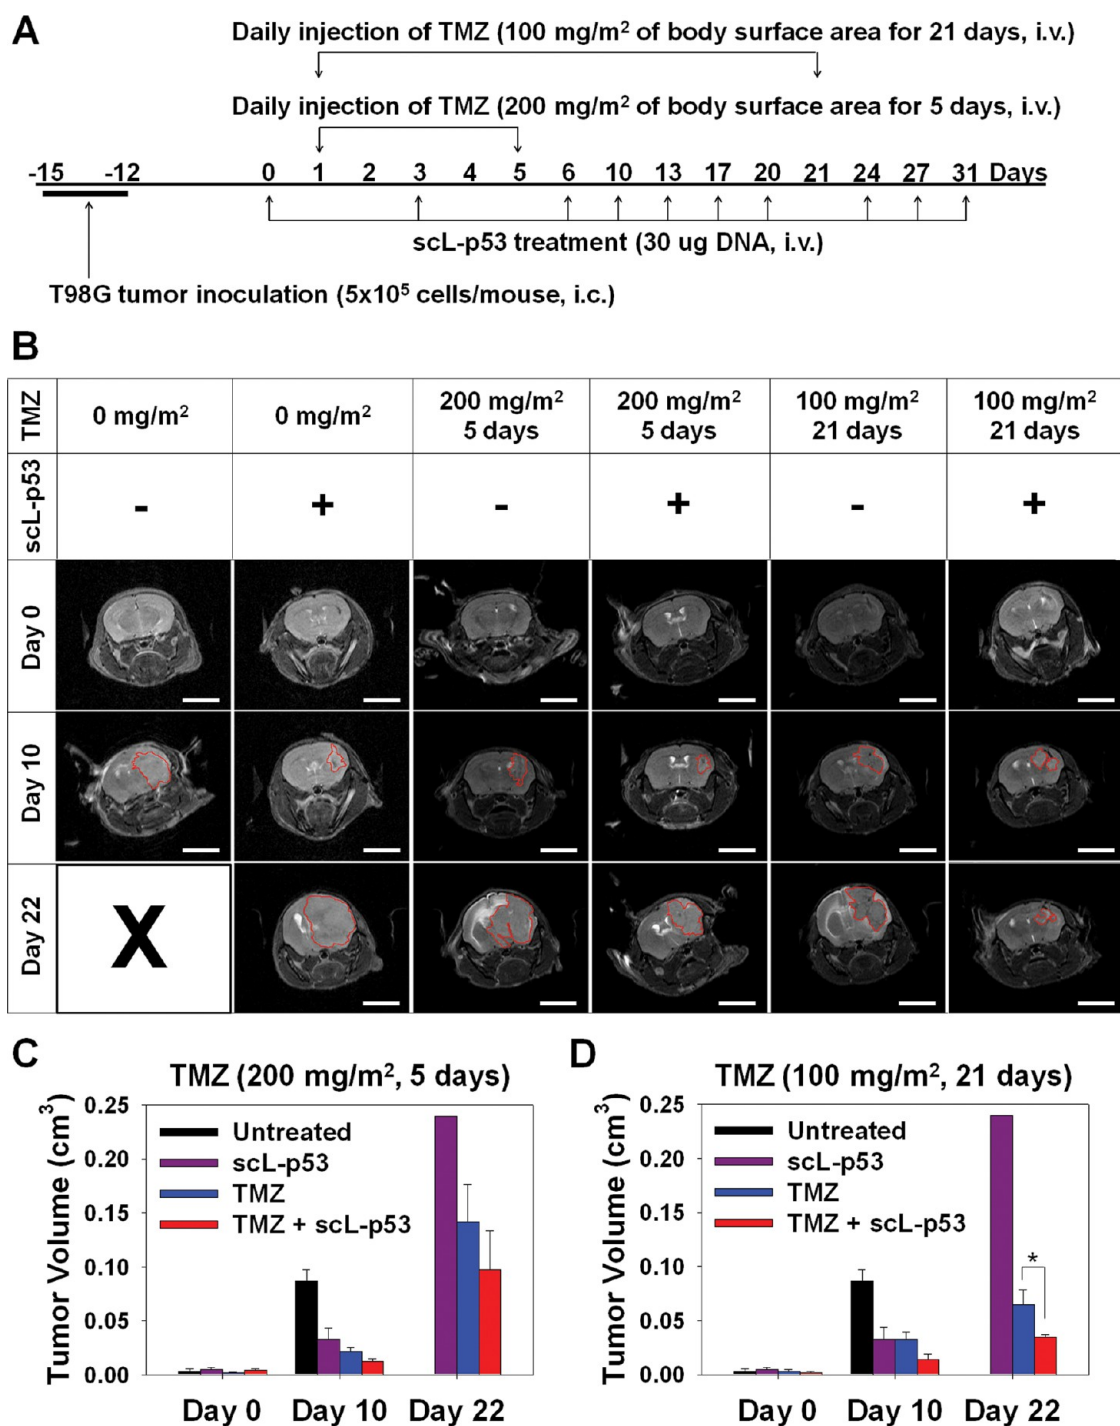 A
Daily injection of TMZ (100 mg/m² of body surface area for 21 days, i.v.)
Daily injection of TMZ (200 mg/m² of body surface area for 5 days, i.v.)
-15 -12 0 1 2 3 4 5 6 10 13 17 20 21 24 27 31 Days
scL-p53 treatment (30 ug DNA, i.v.)
T98G tumor inoculation (5x10⁵ cells/mouse, i.c.)
B
TMZ 0 mg/m² 0 mg/m² 200 mg/m² 5 days 200 mg/m² 5 days 100 mg/m² 21 days 100 mg/m² 21 days
scL-p53 - + - + - +
Day 0
Day 10
Day 22 X
C
TMZ (200 mg/m², 5 days)
Tumor Volume (cm³)
0.25
0.20
0.15
0.10
0.05
0.00
Untreated
scL-p53
TMZ
TMZ + scL-p53
Day 0 Day 10 Day 22
D
TMZ (100 mg/m², 21 days)
Tumor Volume (cm³)
0.25
0.20
0.15
0.10
0.05
0.00
Untreated
scL-p53
TMZ
TMZ + scL-p53
*
Day 0 Day 10 Day 22